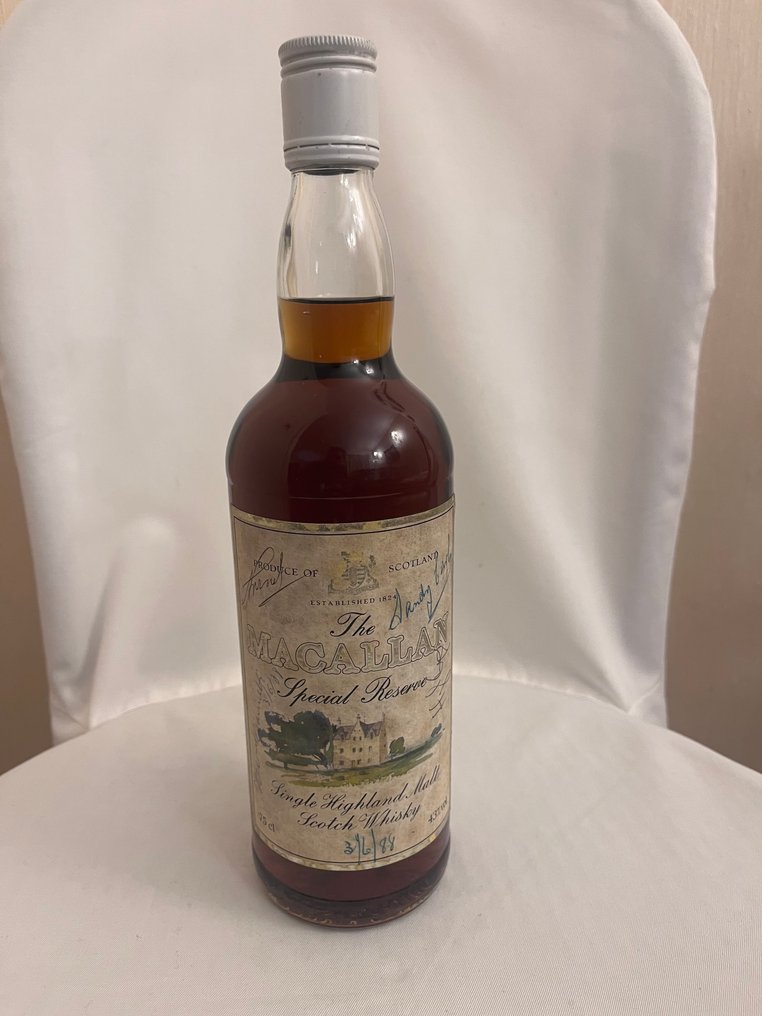 PRODUCE OF SCOTLAND
ESTABLISHED 1824
Sandy
The
MACALLAN
Special Reserve
Single Highland Malt
Scotch Whisky
75 cl 43%vol
3/6/88